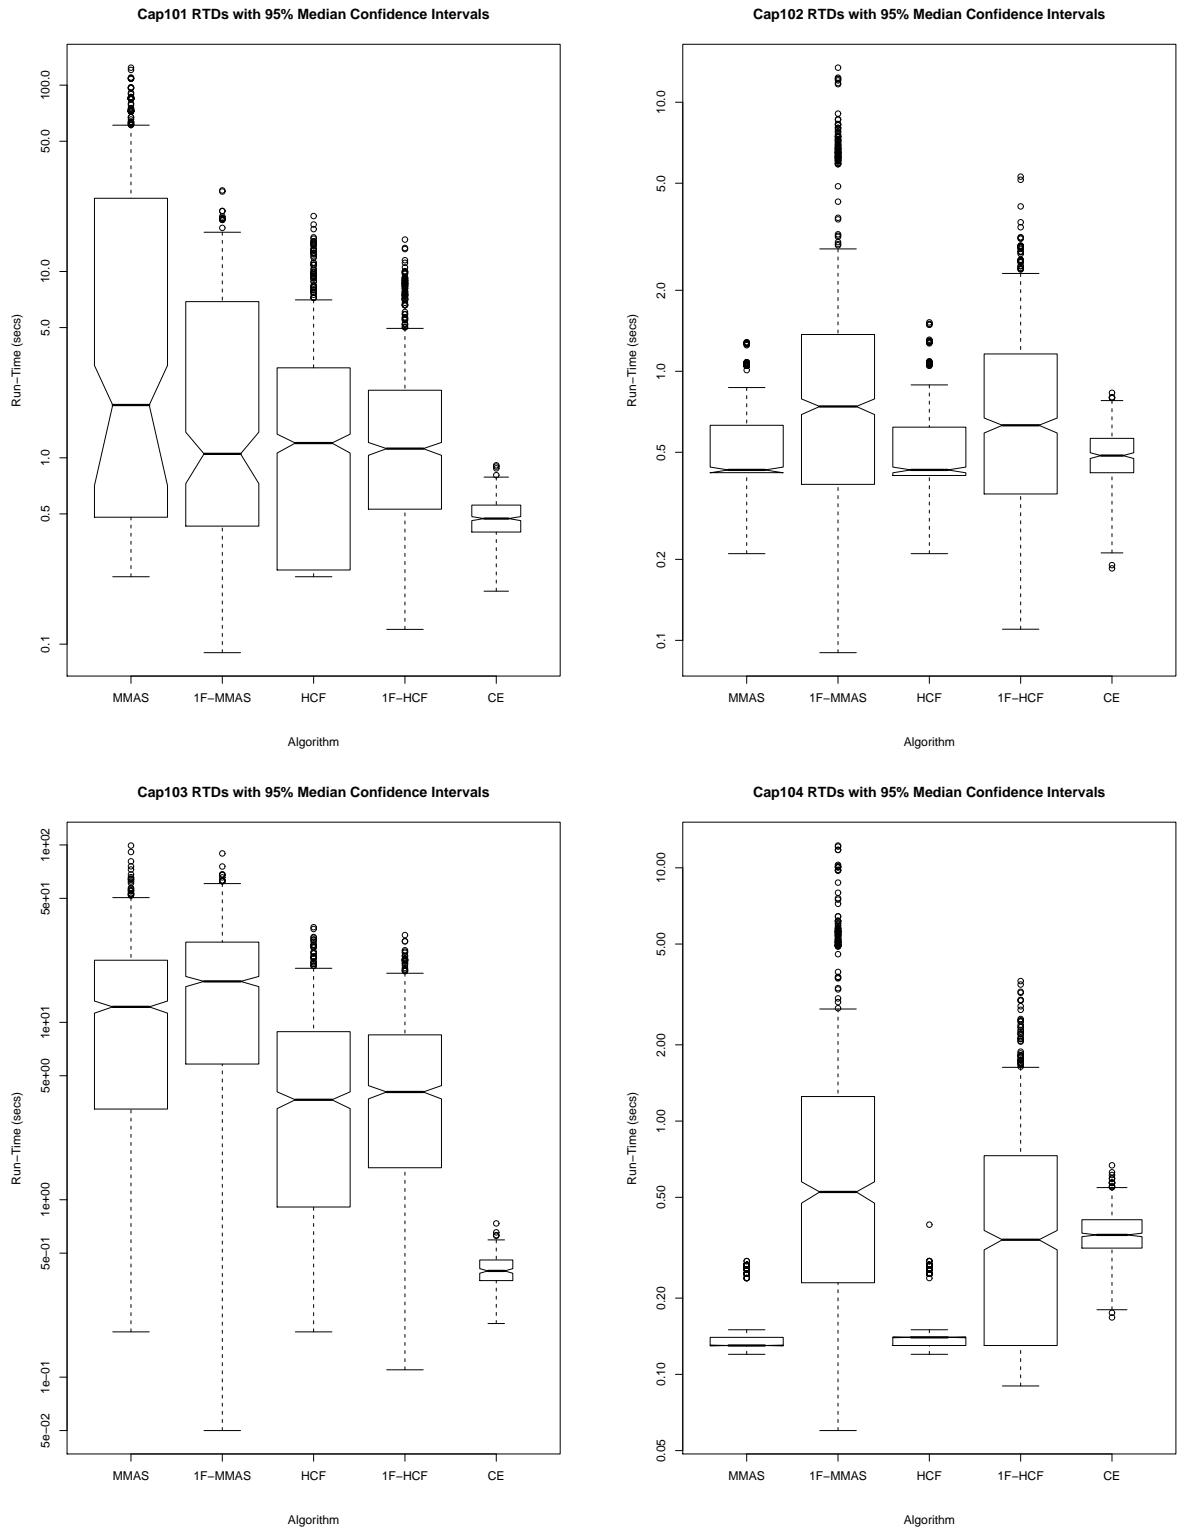 Cap101 RTDs with 95% Median Confidence Intervals
Run−Time (secs)
100.0
50.0
10.0
5.0
1.0
0.5
0.1
MMAS 1F−MMAS HCF 1F−HCF CE
Algorithm
Cap102 RTDs with 95% Median Confidence Intervals
Run−Time (secs)
10.0
5.0
2.0
1.0
0.5
0.2
0.1
MMAS 1F−MMAS HCF 1F−HCF CE
Algorithm
Cap103 RTDs with 95% Median Confidence Intervals
Run−Time (secs)
1e+02
5e+01
1e+01
5e+00
1e+00
5e−01
1e−01
5e−02
MMAS 1F−MMAS HCF 1F−HCF CE
Algorithm
Cap104 RTDs with 95% Median Confidence Intervals
Run−Time (secs)
10.00
5.00
2.00
1.00
0.50
0.20
0.10
0.05
MMAS 1F−MMAS HCF 1F−HCF CE
Algorithm